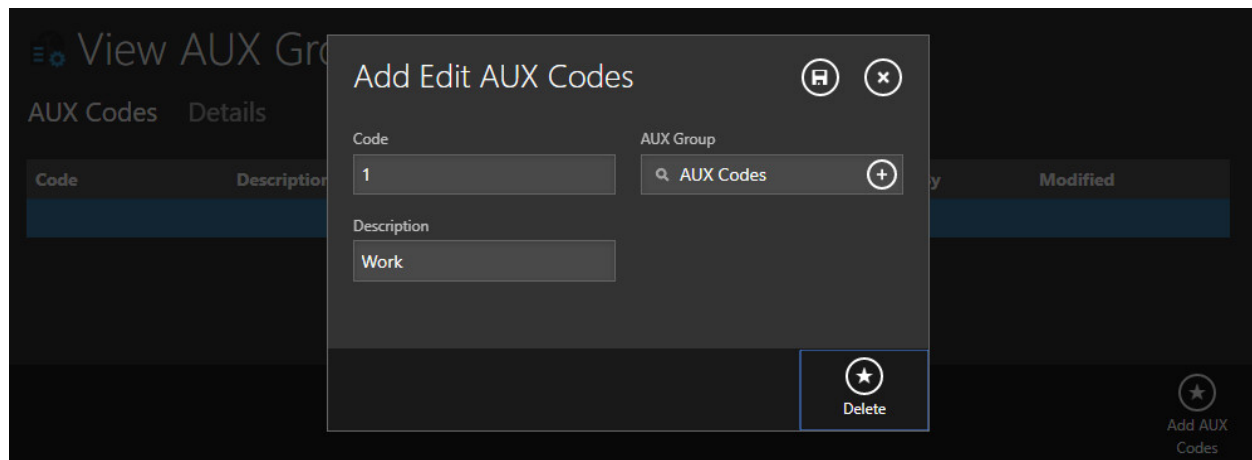 View AUX Gro
AUX Codes Details
Code Description y Modified
Add Edit AUX Codes
Code
1
AUX Group
AUX Codes
Description
Work
Delete
Add AUX
Codes